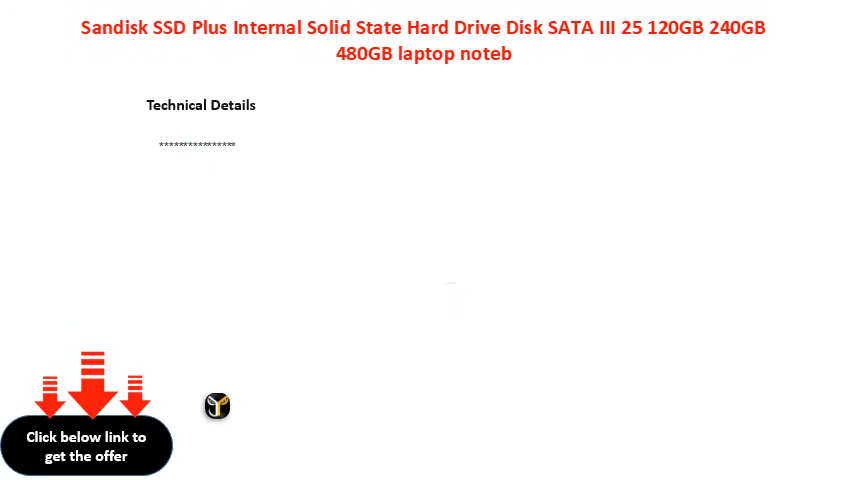 Sandisk SSD Plus Internal Solid State Hard Drive Disk SATA III 25 120GB 240GB
480GB laptop noteb
Technical Details
****************
Click below link to
get the offer